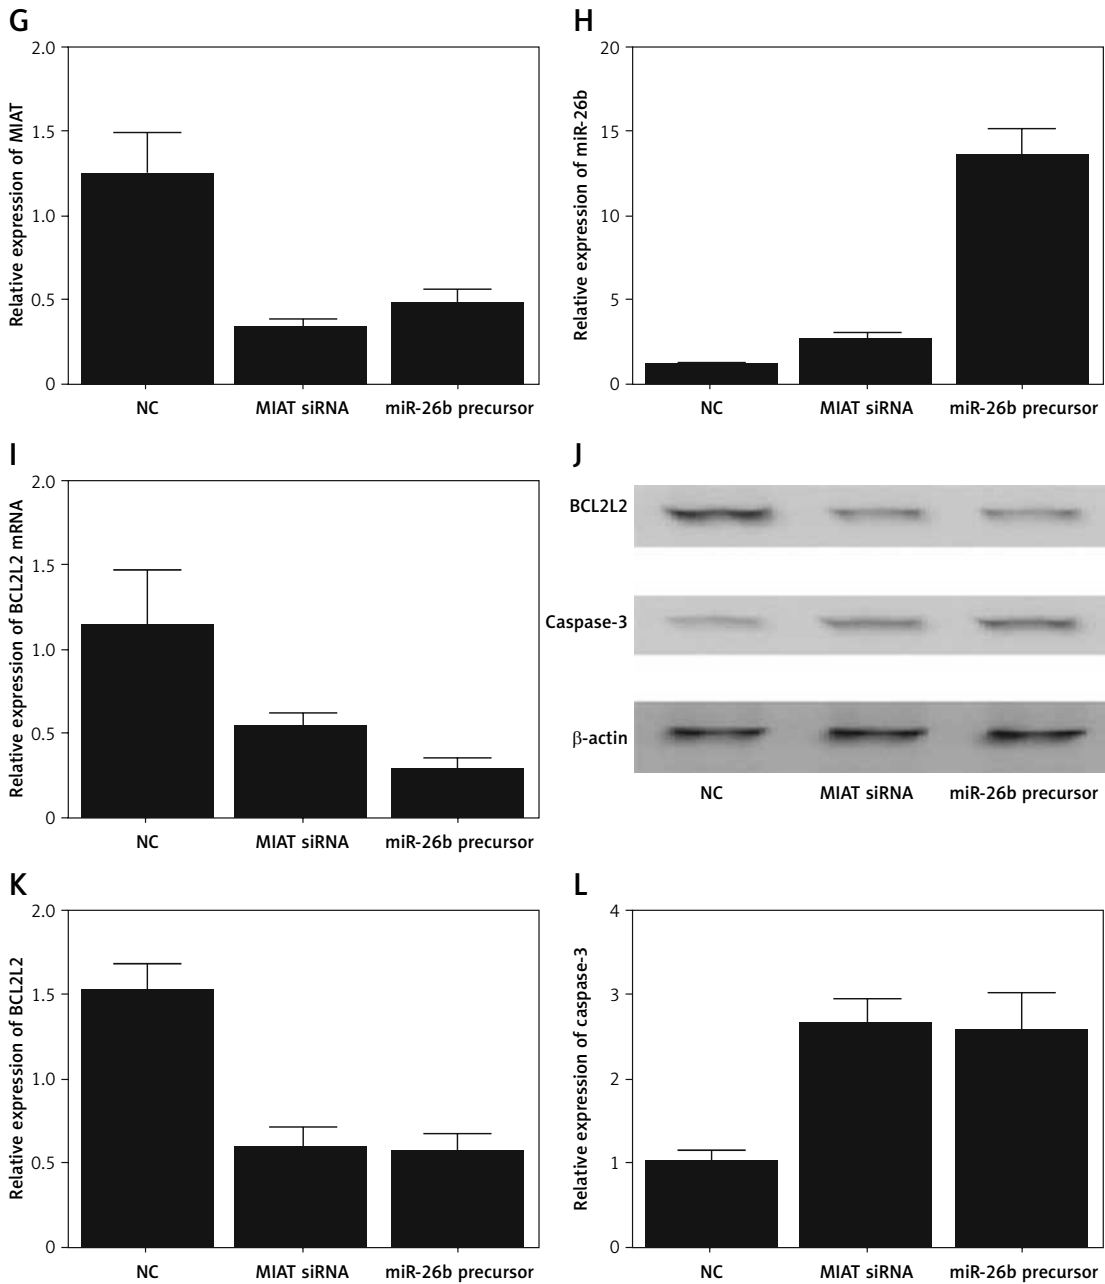 G
Relative expression of MIAT
2.0
1.5
1.0
0.5
0
NC MIAT siRNA miR-26b precursor
H
Relative expression of miR-26b
20
15
10
5
0
NC MIAT siRNA miR-26b precursor
I
Relative expression of BCL2L2 mRNA
2.0
1.5
1.0
0.5
0
NC MIAT siRNA miR-26b precursor
J
BCL2L2
Caspase-3
β-actin
NC MIAT siRNA miR-26b precursor
K
Relative expression of BCL2L2
2.0
1.5
1.0
0.5
0
NC MIAT siRNA miR-26b precursor
L
Relative expression of caspase-3
4
3
2
1
0
NC MIAT siRNA miR-26b precursor